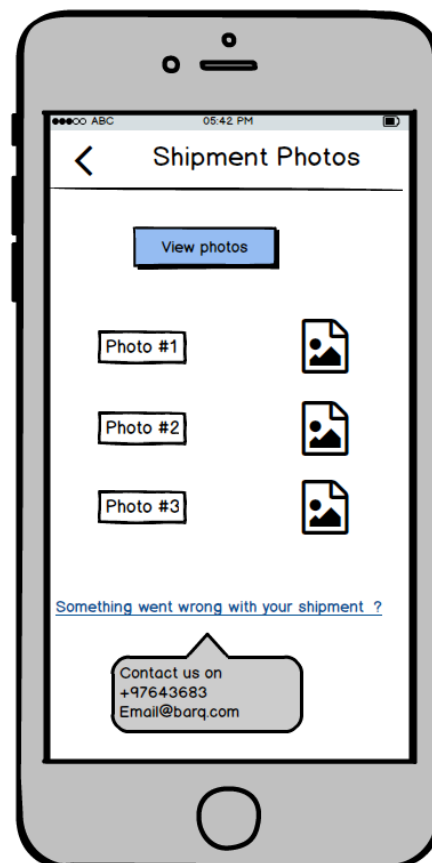 ABC 05:42 PM
Shipment Photos
View photos
Photo #1
Photo #2
Photo #3
Something went wrong with your shipment ?
Contact us on
+97643683
Email@barq.com